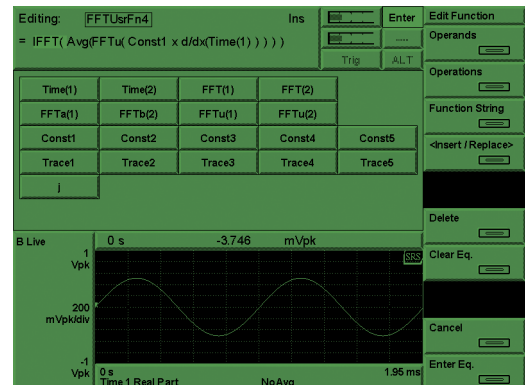 Editing: FFTUsrFn4 Ins
= IFFT( Avg(FFTu( Const1 x d/dx(Time(1) ) ) ) )
Enter
----
Trig ALT
Time(1) Time(2) FFT(1) FFT(2)
FFTa(1) FFTb(2) FFTu(1) FFTu(2)
Const1 Const2 Const3 Const4 Const5
Trace1 Trace2 Trace3 Trace4 Trace5
j
B Live 0 s -3.746 mVpk
1
Vpk
SRS
200
mVpk/div
-1
Vpk
0 s 1.95 ms
Time 1 Real Part NoAvg
Edit Function
Operands
Operations
Function String
<Insert / Replace>
Delete
Clear Eq.
Cancel
Enter Eq.